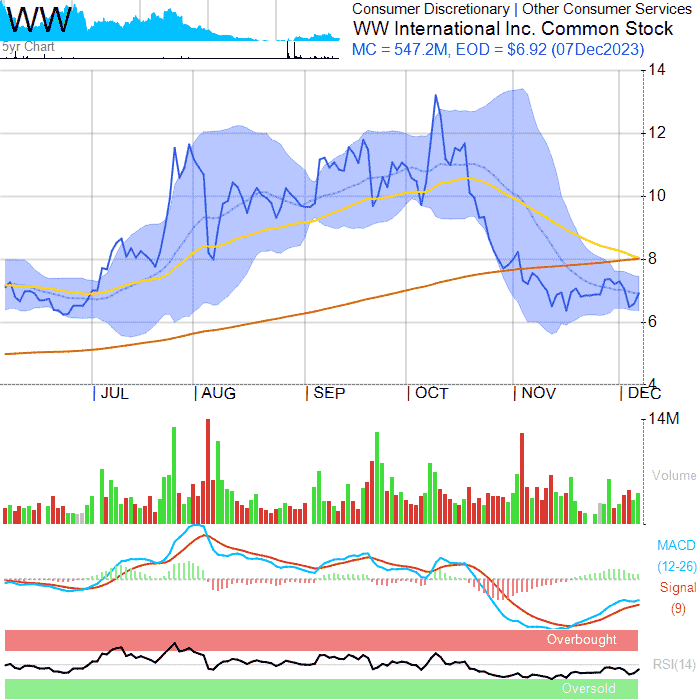 WW
Consumer Discretionary | Other Consumer Services
WW International Inc. Common Stock
5yr Chart
MC = 547.2M, EOD = $6.92 (07Dec2023)
14
12
10
8
6
4
JUL AUG SEP OCT NOV DEC
14M
Volume
MACD
(12-26)
Signal
(9)
Overbought
RSI(14)
Oversold